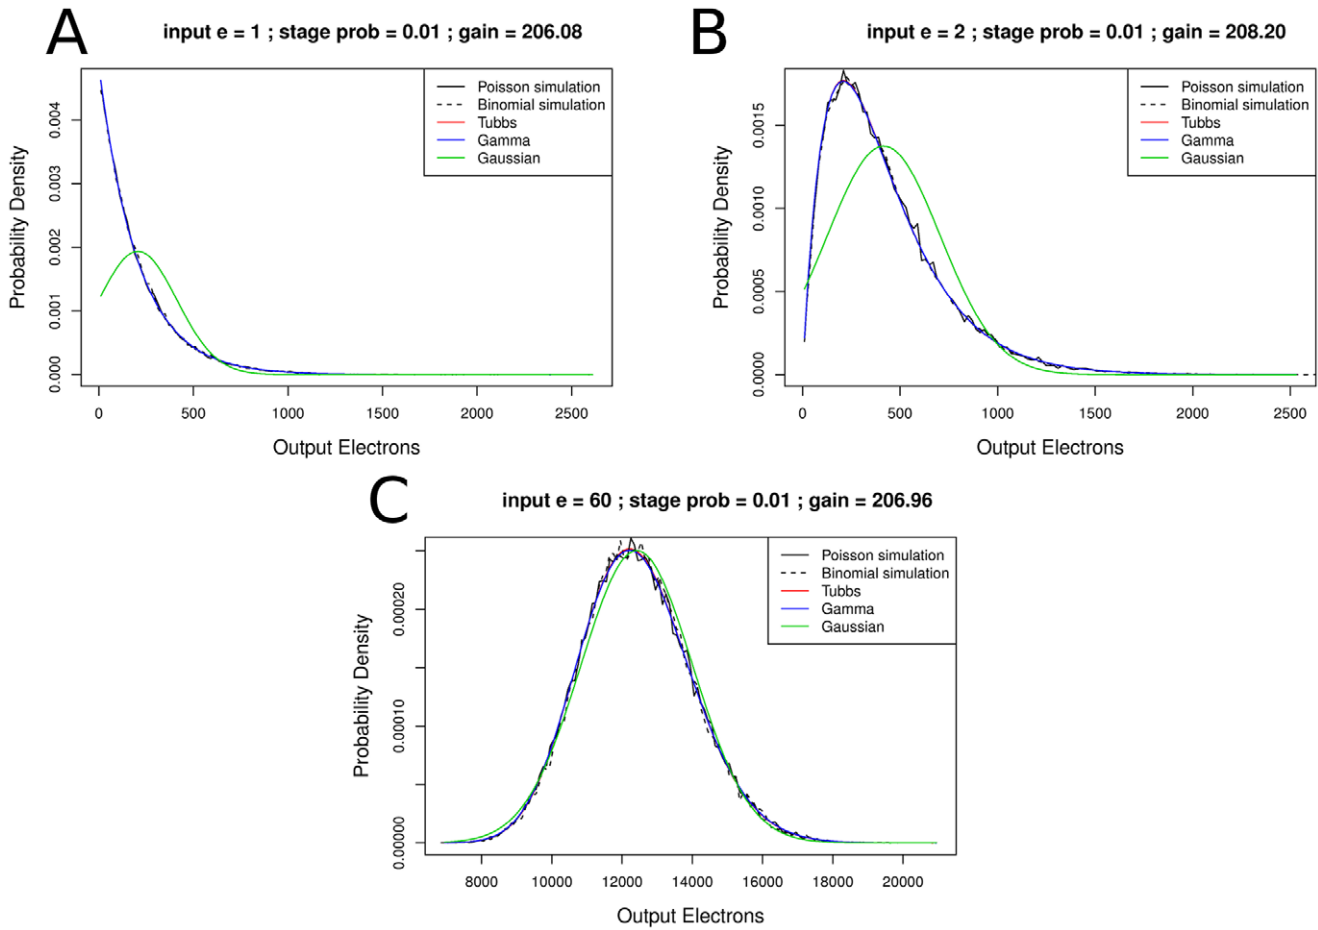 A
input e = 1 ; stage prob = 0.01 ; gain = 206.08
Poisson simulation
Binomial simulation
Tubbs
Gamma
Gaussian
Probability Density
0.004
0.003
0.002
0.001
0.000
0 500 1000 1500 2000 2500
Output Electrons
B
input e = 2 ; stage prob = 0.01 ; gain = 208.20
Poisson simulation
Binomial simulation
Tubbs
Gamma
Gaussian
Probability Density
0.0015
0.0010
0.0005
0.0000
0 500 1000 1500 2000 2500
Output Electrons
C
input e = 60 ; stage prob = 0.01 ; gain = 206.96
Poisson simulation
Binomial simulation
Tubbs
Gamma
Gaussian
Probability Density
0.00020
0.00010
0.00000
8000 10000 12000 14000 16000 18000 20000
Output Electrons